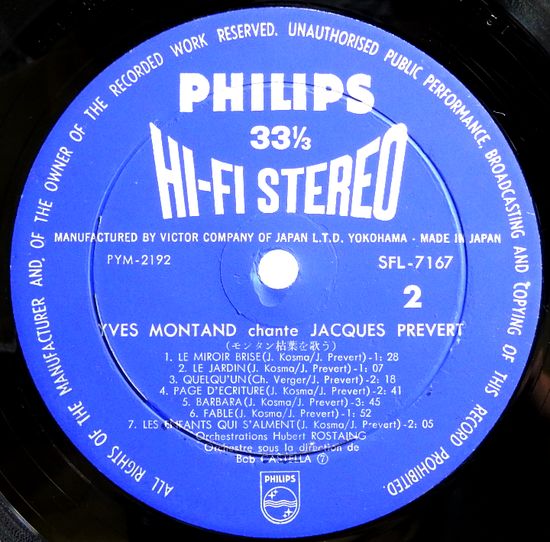 ALL RIGHTS OF THE MANUFACTURER AND, OF THE OWNER OF THE RECORDED WORK RESERVED. UNAUTHORISED PUBLIC PERFORMANCE, BROADCASTING AND COPYING OF THIS RECORD PROHIBITED.
PHILIPS
33⅓
HI-FI STEREO
MANUFACTURED BY VICTOR COMPANY OF JAPAN L.T.D. YOKOHAMA - MADE IN JAPAN
PYM-2192 SFL-7167
2
YVES MONTAND chante JACQUES PREVERT
(モンタン枯葉を歌う)
1. LE MIROIR BRISE(J. Kosma/J. Prevert)-1: 28
2. LE JARDIN(J. Kosma/J. Prevert)-1: 07
3. QUELQU'UN(Ch. Verger/J. Prevert)-2: 18
4. PAGE D'ECRITURE(J. Kosma/J. Prevert)-2: 41
5. BARBARA(J. Kosma/J. Prevert)-3: 45
6. FABLE(J. Kosma/J. Prevert)-1: 52
7. LES ENFANTS QUI S'ALMENT(J. Kosma/J. Prevert)-2: 05
Orchestrations Hubert ROSTAING
Orchestre sous la direction de
Bob CASTELLA
PHILIPS